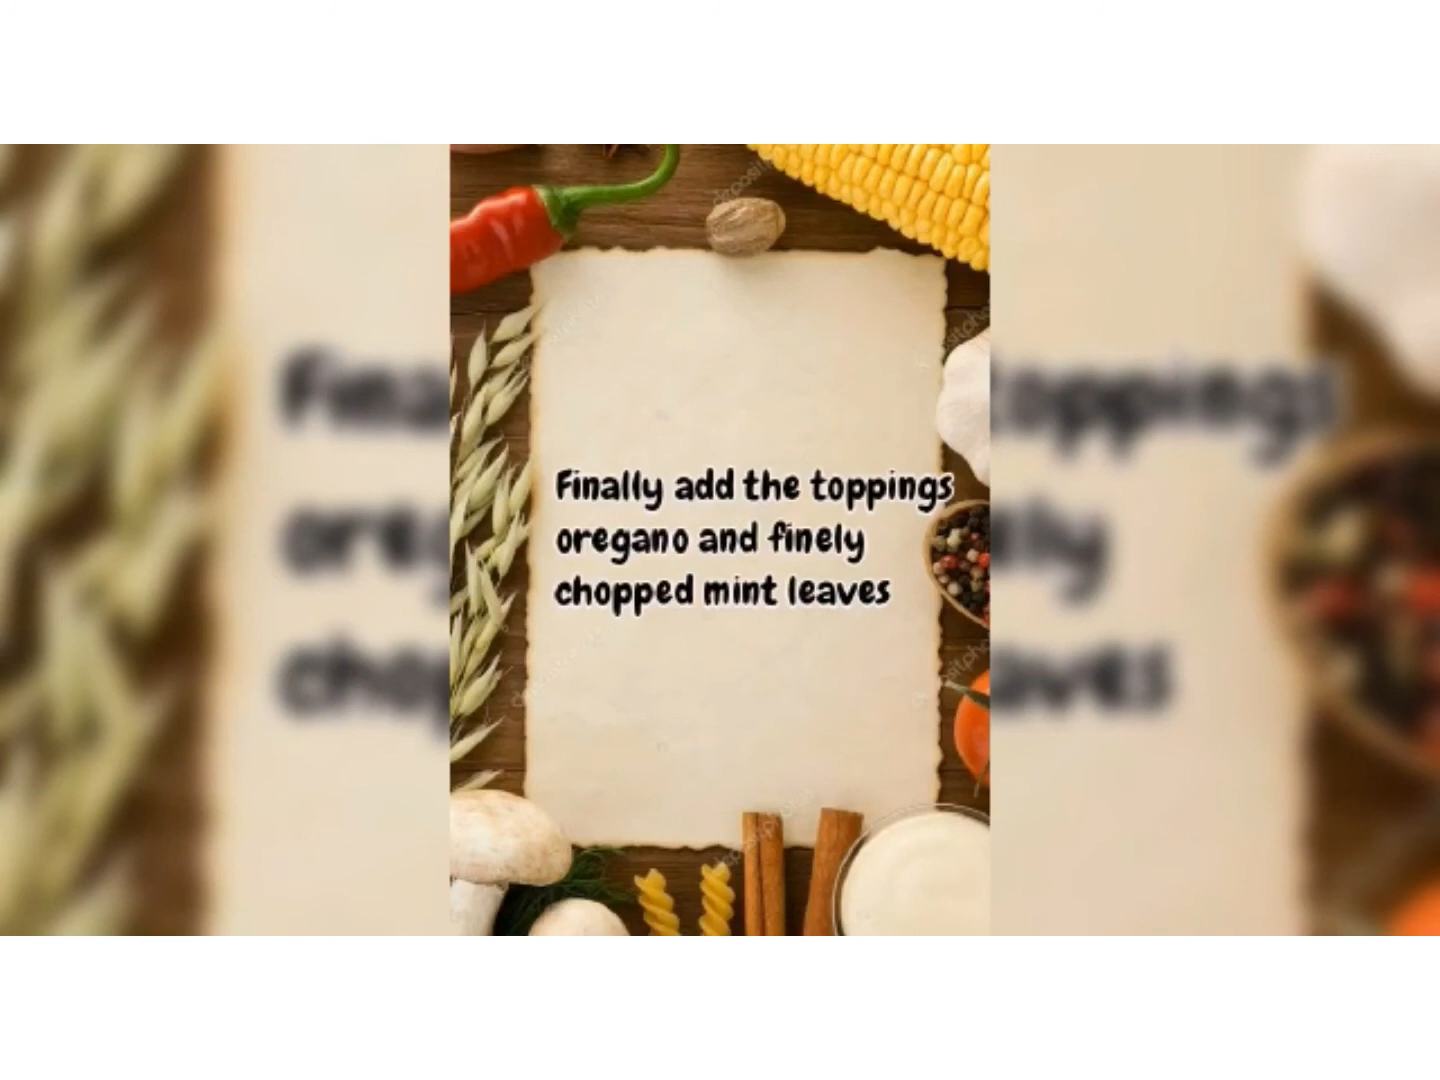 Finally add the toppings
oregano and finely
chopped mint leaves